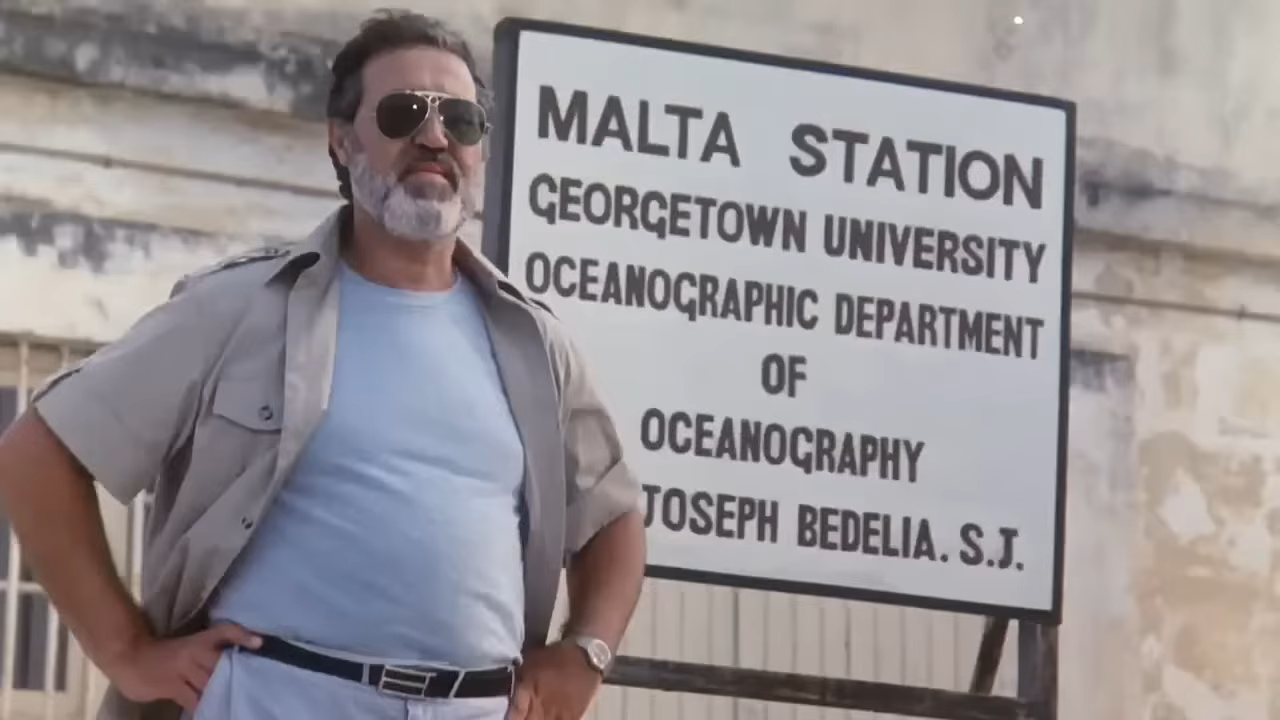 MALTA STATION
GEORGETOWN UNIVERSITY
OCEANOGRAPHIC DEPARTMENT
OF
OCEANOGRAPHY
JOSEPH BEDELIA. S.J.